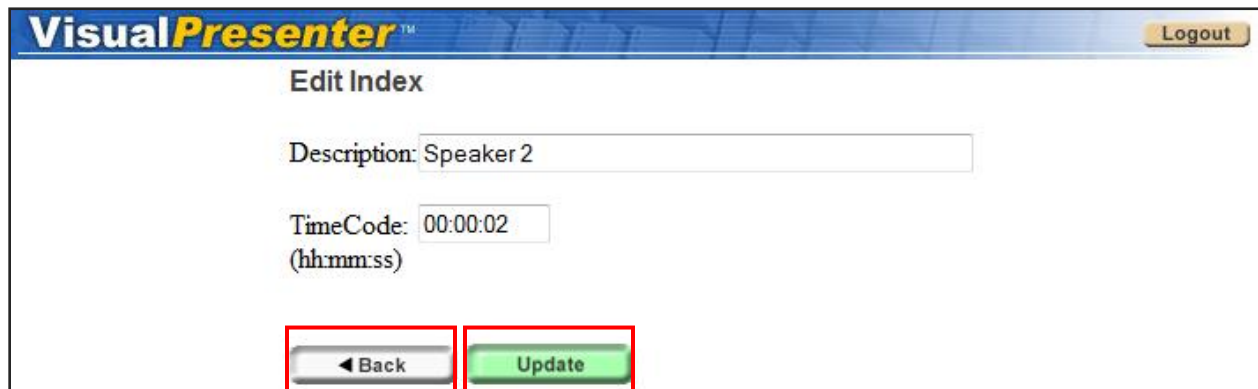 VisualPresenter™
Logout
Edit Index
Description: Speaker 2
TimeCode: 00:00:02
(hh:mm:ss)
◄ Back
Update